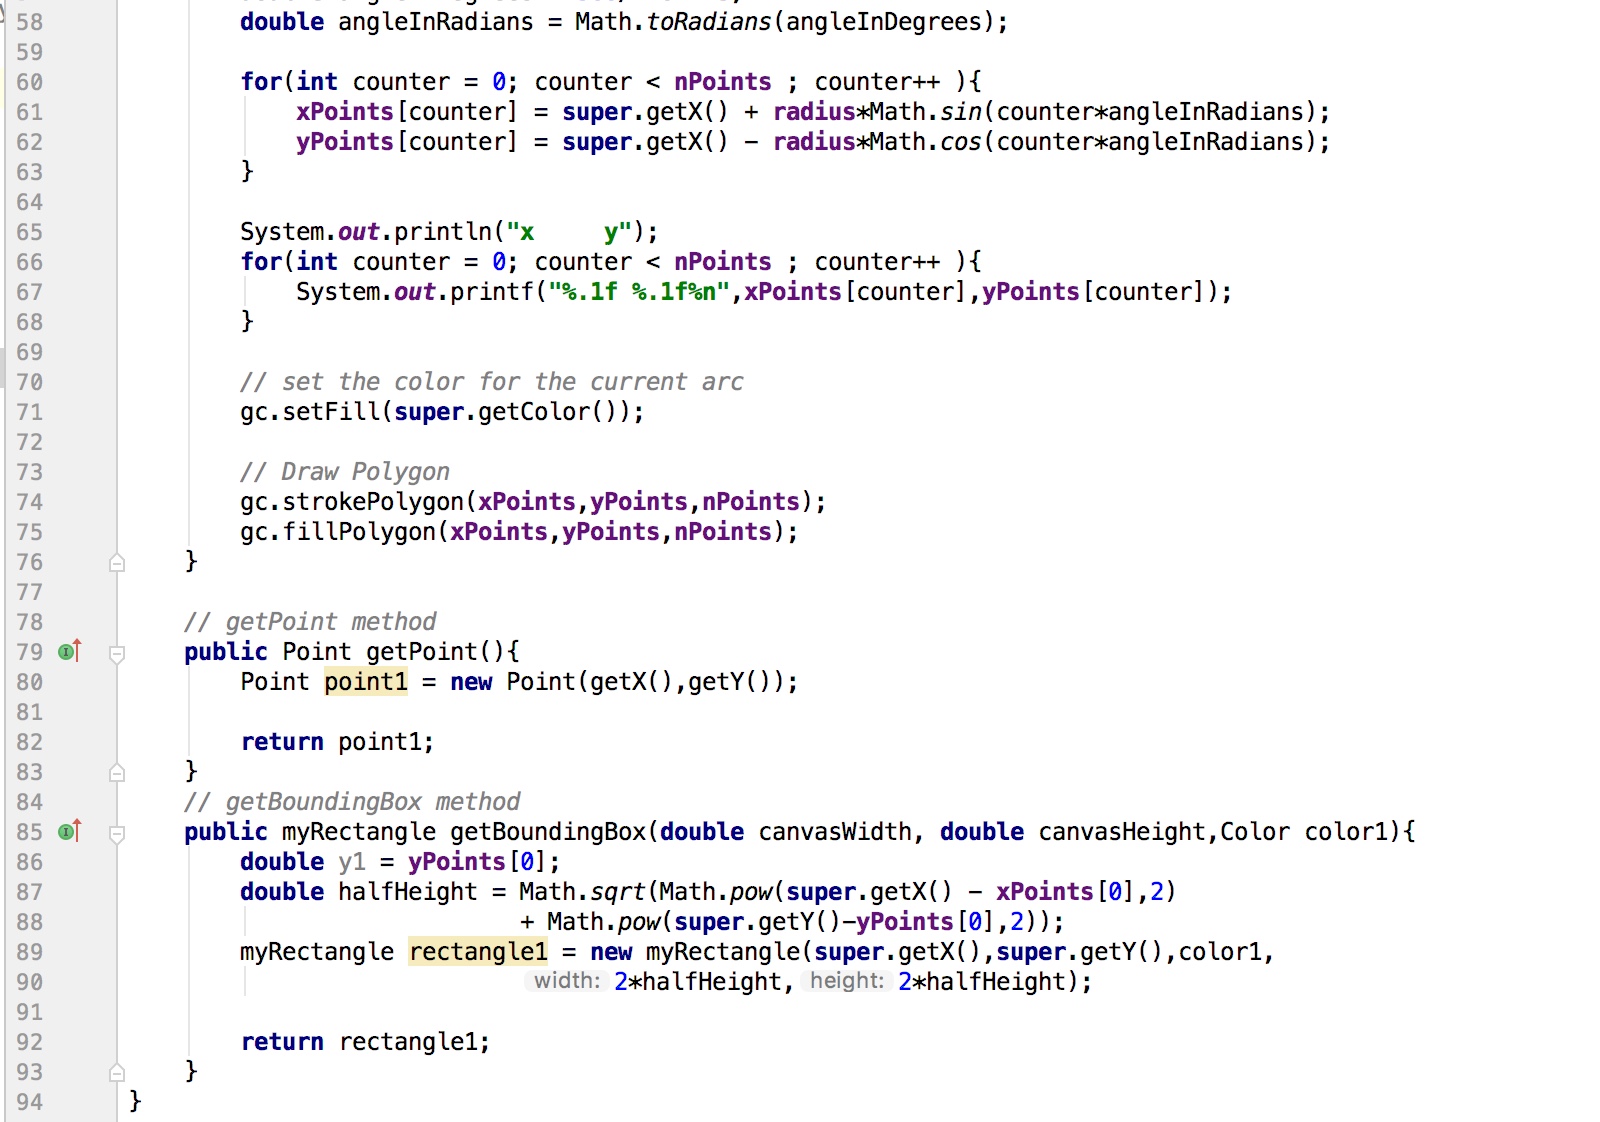 58 double angleInRadians = Math.toRadians(angleInDegrees);
59
60 for(int counter = 0; counter < nPoints ; counter++ ){
61 xPoints[counter] = super.getX() + radius*Math.sin(counter*angleInRadians);
62 yPoints[counter] = super.getX() - radius*Math.cos(counter*angleInRadians);
63 }
64
65 System.out.println("x     y");
66 for(int counter = 0; counter < nPoints ; counter++ ){
67 System.out.printf("%.1f %.1f%n",xPoints[counter],yPoints[counter]);
68 }
69
70 // set the color for the current arc
71 gc.setFill(super.getColor());
72
73 // Draw Polygon
74 gc.strokePolygon(xPoints,yPoints,nPoints);
75 gc.fillPolygon(xPoints,yPoints,nPoints);
76 }
77
78 // getPoint method
79 public Point getPoint(){
80 Point point1 = new Point(getX(),getY());
81
82 return point1;
83 }
84 // getBoundingBox method
85 public myRectangle getBoundingBox(double canvasWidth, double canvasHeight,Color color1){
86 double y1 = yPoints[0];
87 double halfHeight = Math.sqrt(Math.pow(super.getX() - xPoints[0],2)
88 + Math.pow(super.getY()-yPoints[0],2));
89 myRectangle rectangle1 = new myRectangle(super.getX(),super.getY(),color1,
90 width: 2*halfHeight, height: 2*halfHeight);
91
92 return rectangle1;
93 }
94 }